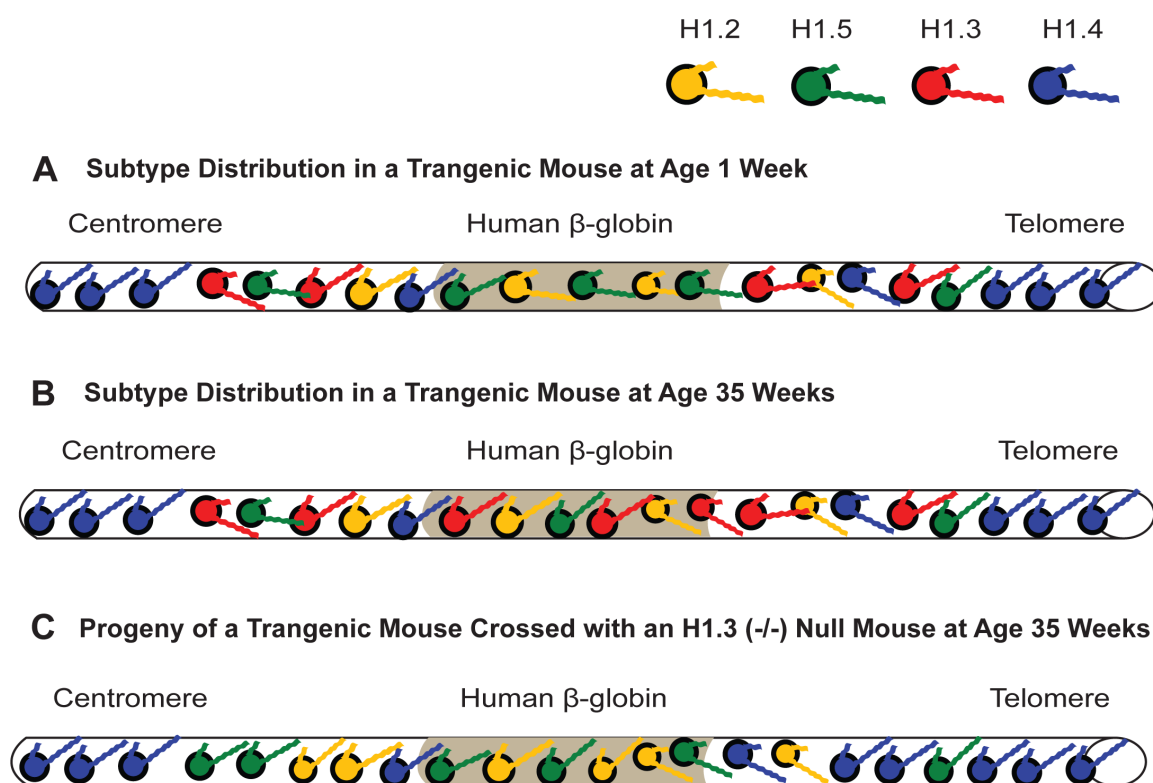 H1.2 H1.5 H1.3 H1.4
A Subtype Distribution in a Trangenic Mouse at Age 1 Week
Centromere Human β-globin Telomere
B Subtype Distribution in a Trangenic Mouse at Age 35 Weeks
Centromere Human β-globin Telomere
C Progeny of a Trangenic Mouse Crossed with an H1.3 (-/-) Null Mouse at Age 35 Weeks
Centromere Human β-globin Telomere